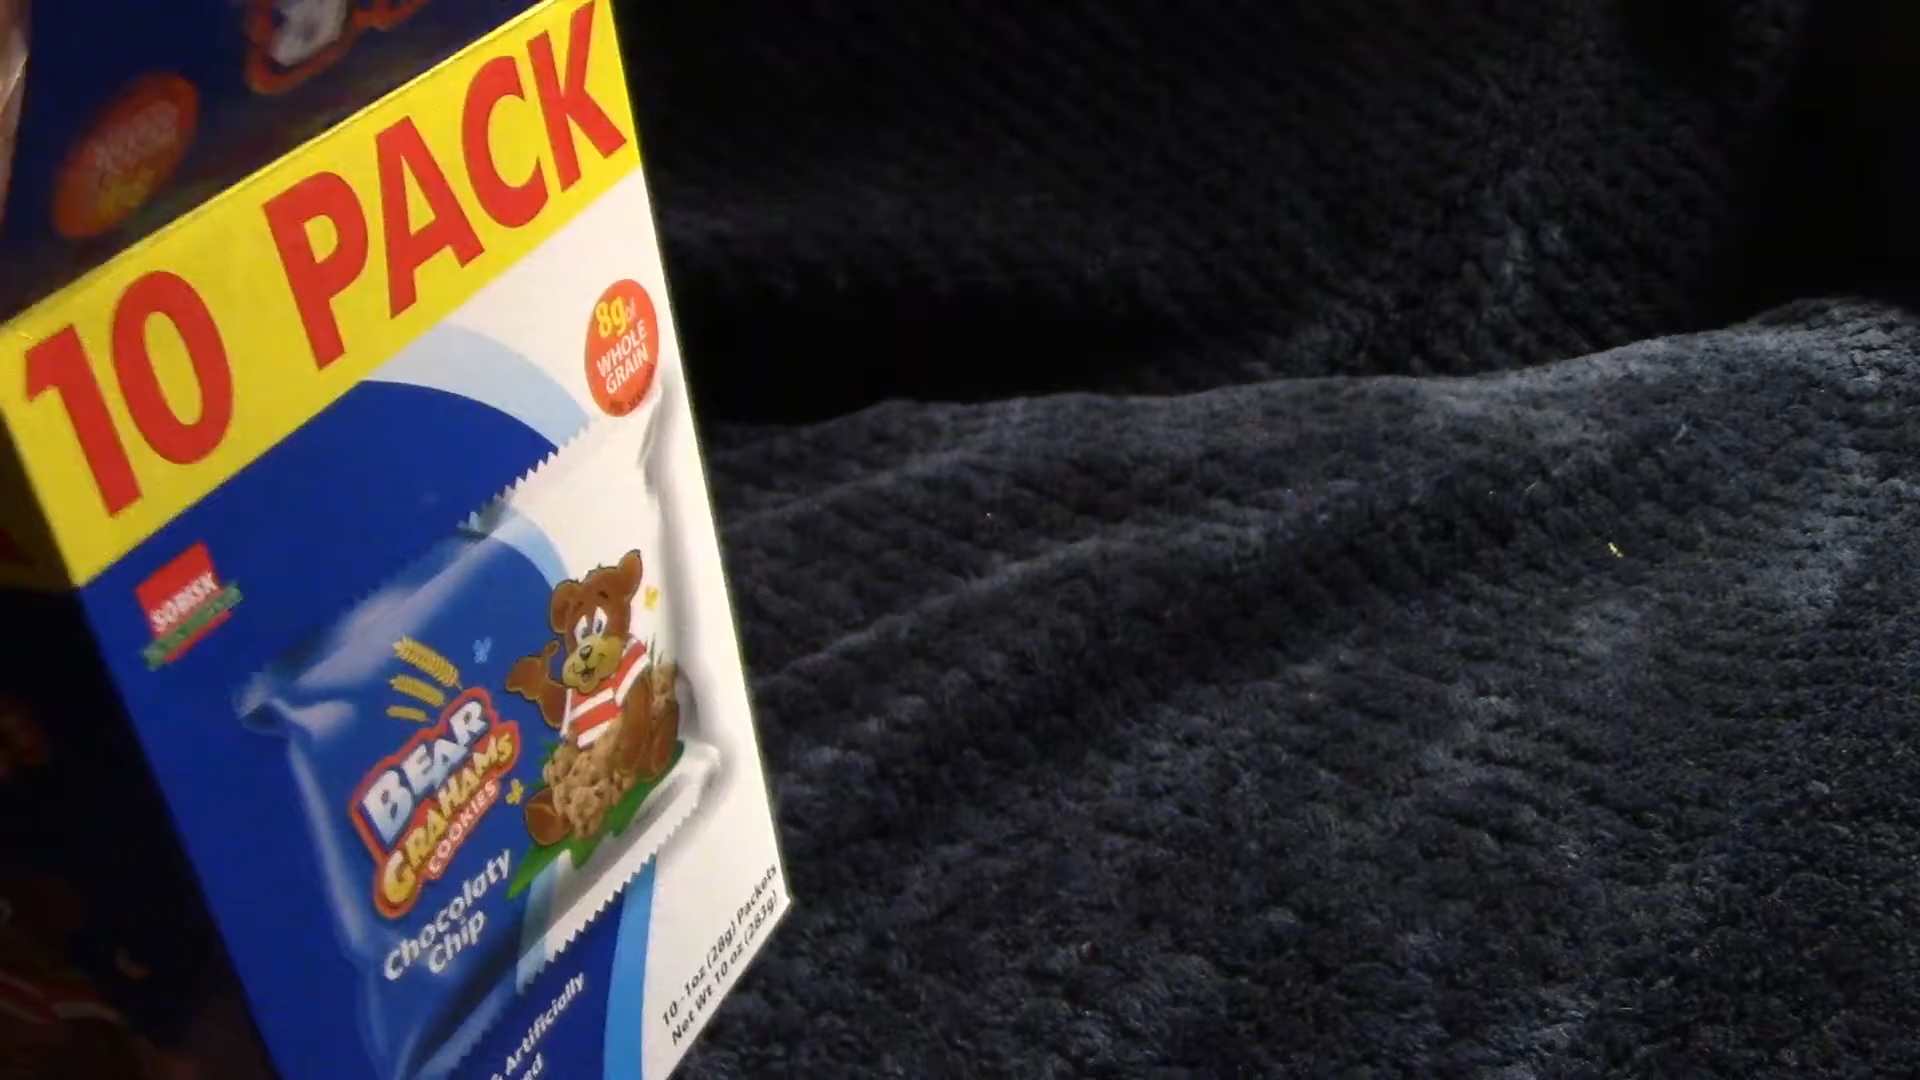 10 PACK
8g of
WHOLE
GRAIN
BEAR
GRAHAMS
COOKIES
Chocolaty
Chip
10 - 1oz (28g) Packets
Net Wt 10 oz (283g)
& Artificially